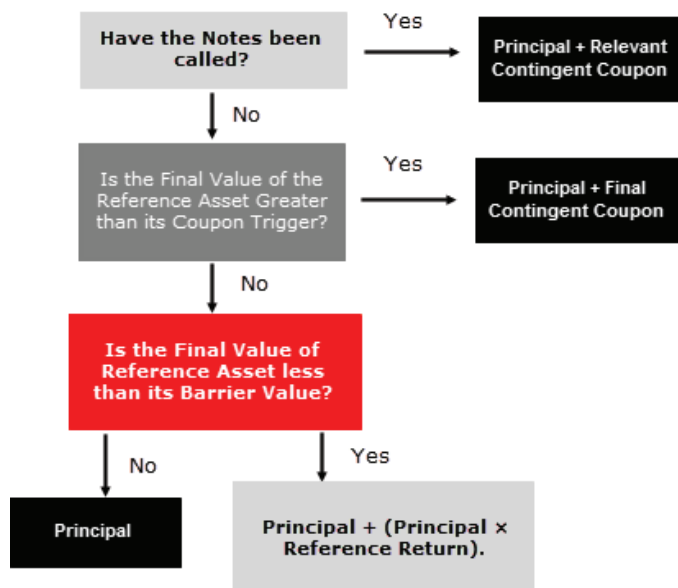 Have the Notes been
called?
Yes
Principal + Relevant
Contingent Coupon
No
Is the Final Value of the
Reference Asset Greater
than its Coupon Trigger?
Yes
Principal + Final
Contingent Coupon
No
Is the Final Value of
Reference Asset less
than its Barrier Value?
No
Yes
Principal
Principal + (Principal ×
Reference Return).